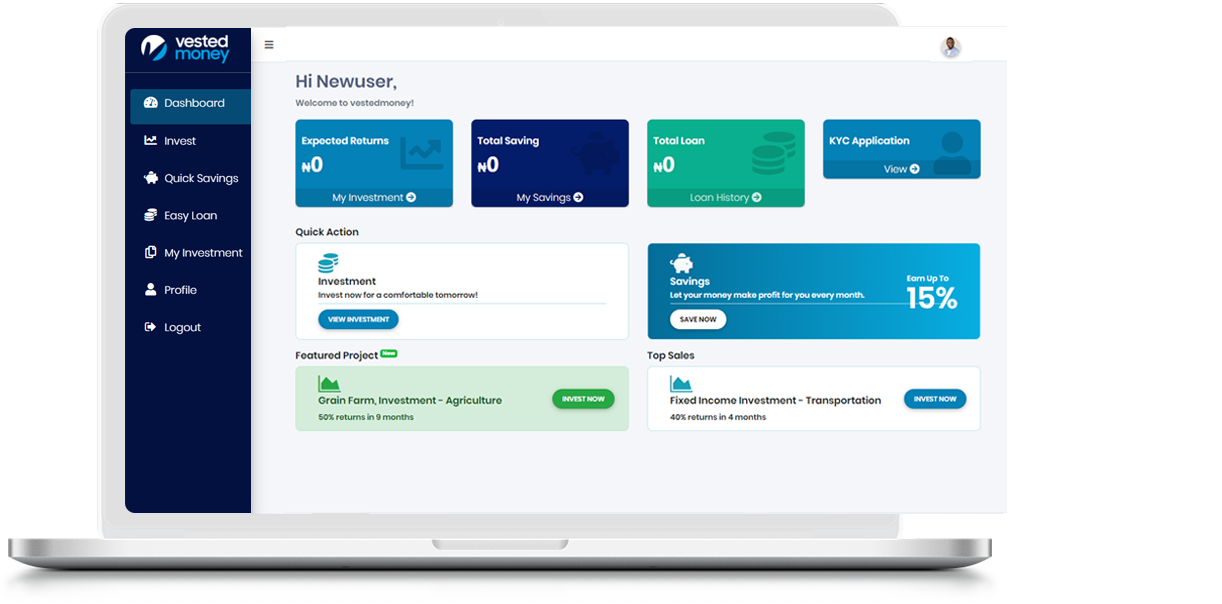 vested
money
Dashboard
Invest
Quick Savings
Easy Loan
My Investment
Profile
Logout
Hi Newuser,
Welcome to vestedmoney!
Expected Returns
₦0
My Investment
Total Saving
₦0
My Savings
Total Loan
₦0
Loan History
KYC Application
View
Quick Action
Investment
Invest now for a comfortable tomorrow!
VIEW INVESTMENT
Savings
Let your money make profit for you every month.
SAVE NOW
Earn Up To
15%
Featured Project New
Grain Farm, Investment - Agriculture
50% returns in 9 months
INVEST NOW
Top Sales
Fixed Income Investment - Transportation
40% returns in 4 months
INVEST NOW